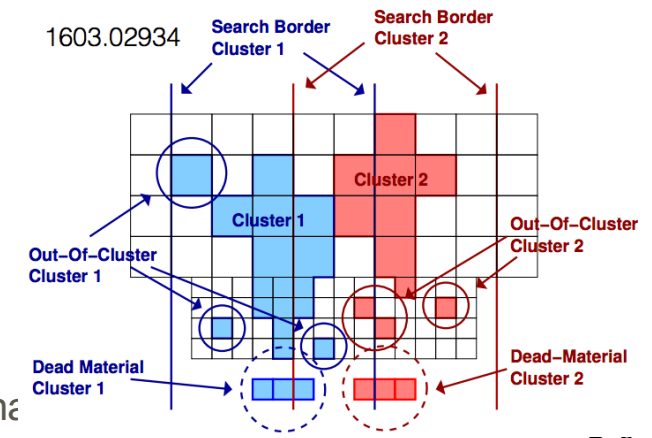 1603.02934
Search Border
Cluster 1
Search Border
Cluster 2
Cluster 2
Cluster 1
Out-Of-Cluster
Cluster 1
Out-Of-Cluster
Cluster 2
Dead Material
Cluster 1
Dead-Material
Cluster 2